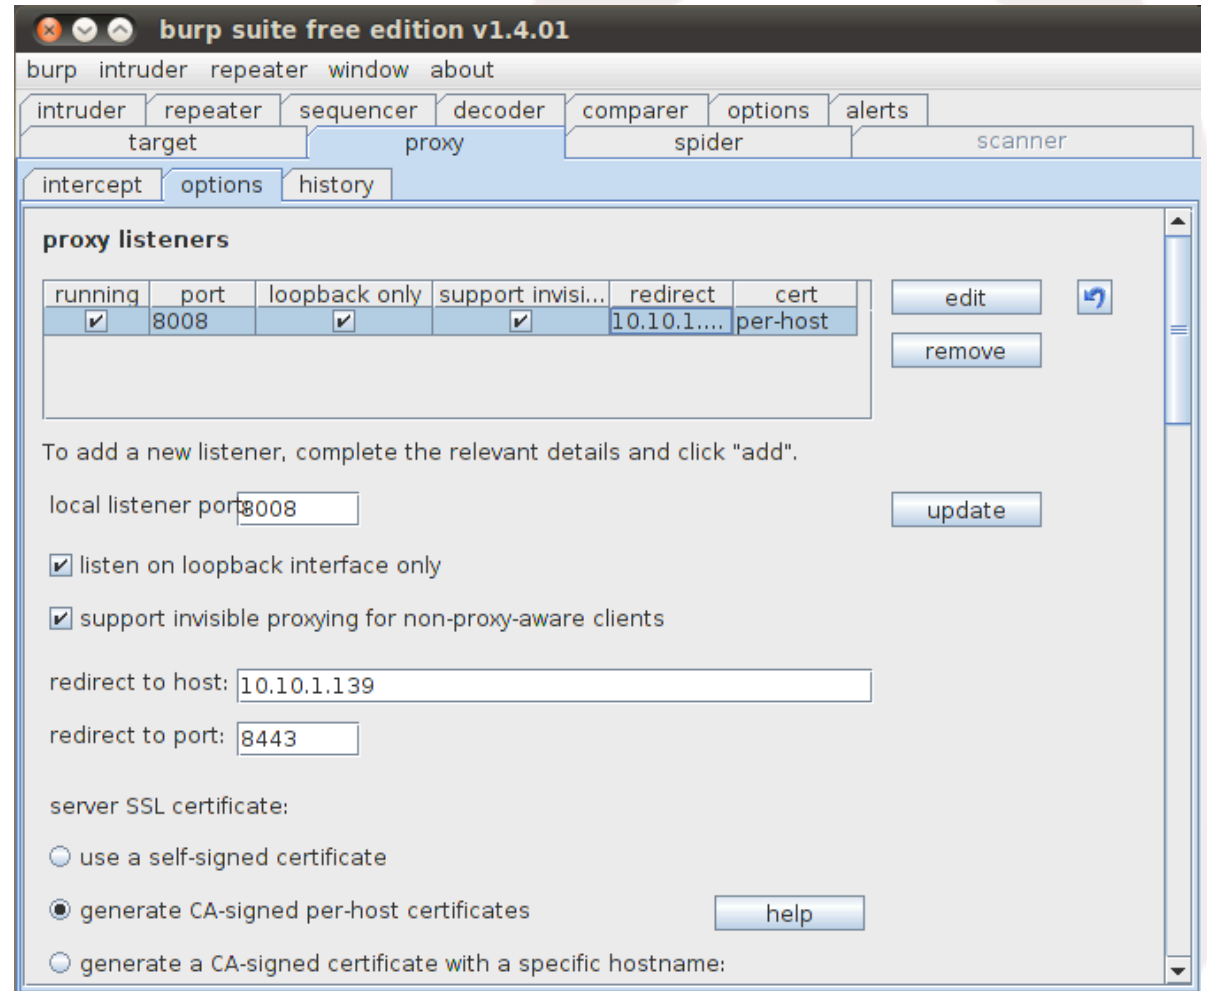 burp suite free edition v1.4.01
burp intruder repeater window about
intruder repeater sequencer decoder comparer options alerts
target proxy spider scanner
intercept options history
proxy listeners
running port loopback only support invisi... redirect cert
8008 10.10.1.... per-host
edit
remove
To add a new listener, complete the relevant details and click "add".
local listener port: 8008
update
listen on loopback interface only
support invisible proxying for non-proxy-aware clients
redirect to host: 10.10.1.139
redirect to port: 8443
server SSL certificate:
use a self-signed certificate
generate CA-signed per-host certificates
help
generate a CA-signed certificate with a specific hostname: